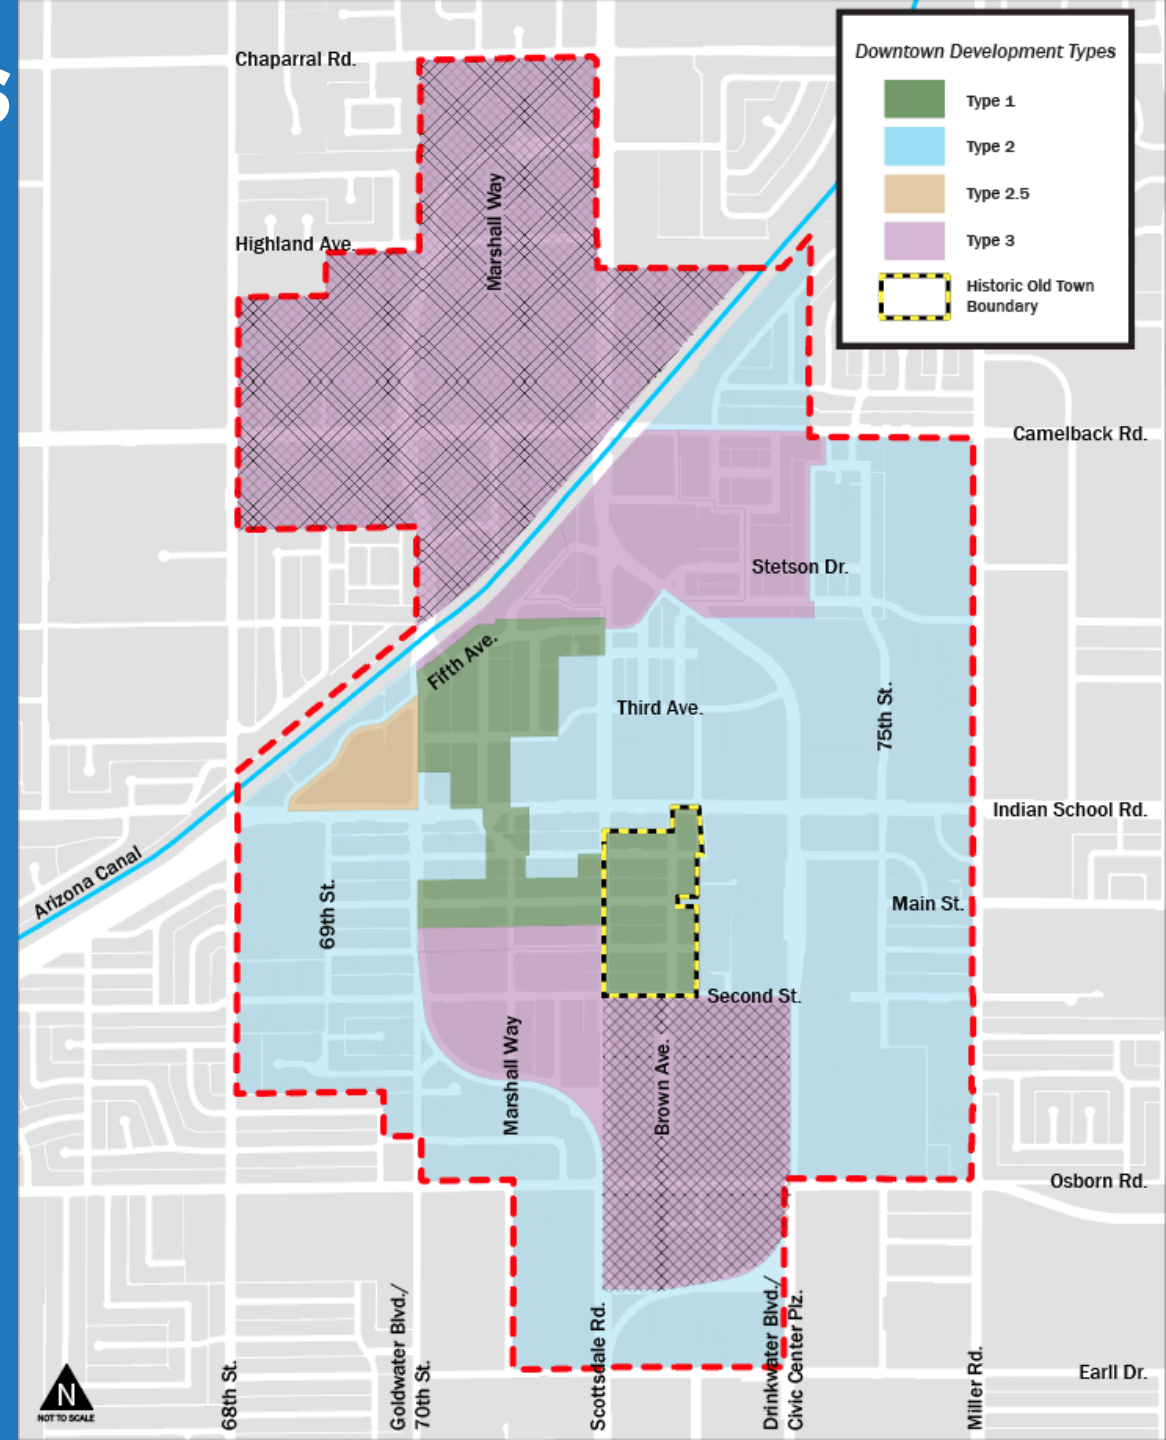 s
Downtown Development Types
Type 1
Type 2
Type 2.5
Type 3
Historic Old Town
Boundary
Chaparral Rd.
Marshall Way
Highland Ave.
Camelback Rd.
Stetson Dr.
Fifth Ave.
Third Ave.
75th St.
Indian School Rd.
Arizona Canal
69th St.
Main St.
Second St.
Marshall Way
Brown Ave.
Osborn Rd.
68th St.
Goldwater Blvd./
70th St.
Scottsdale Rd.
Drinkwater Blvd./
Civic Center Plz.
Miller Rd.
Earll Dr.
N
NOT TO SCALE